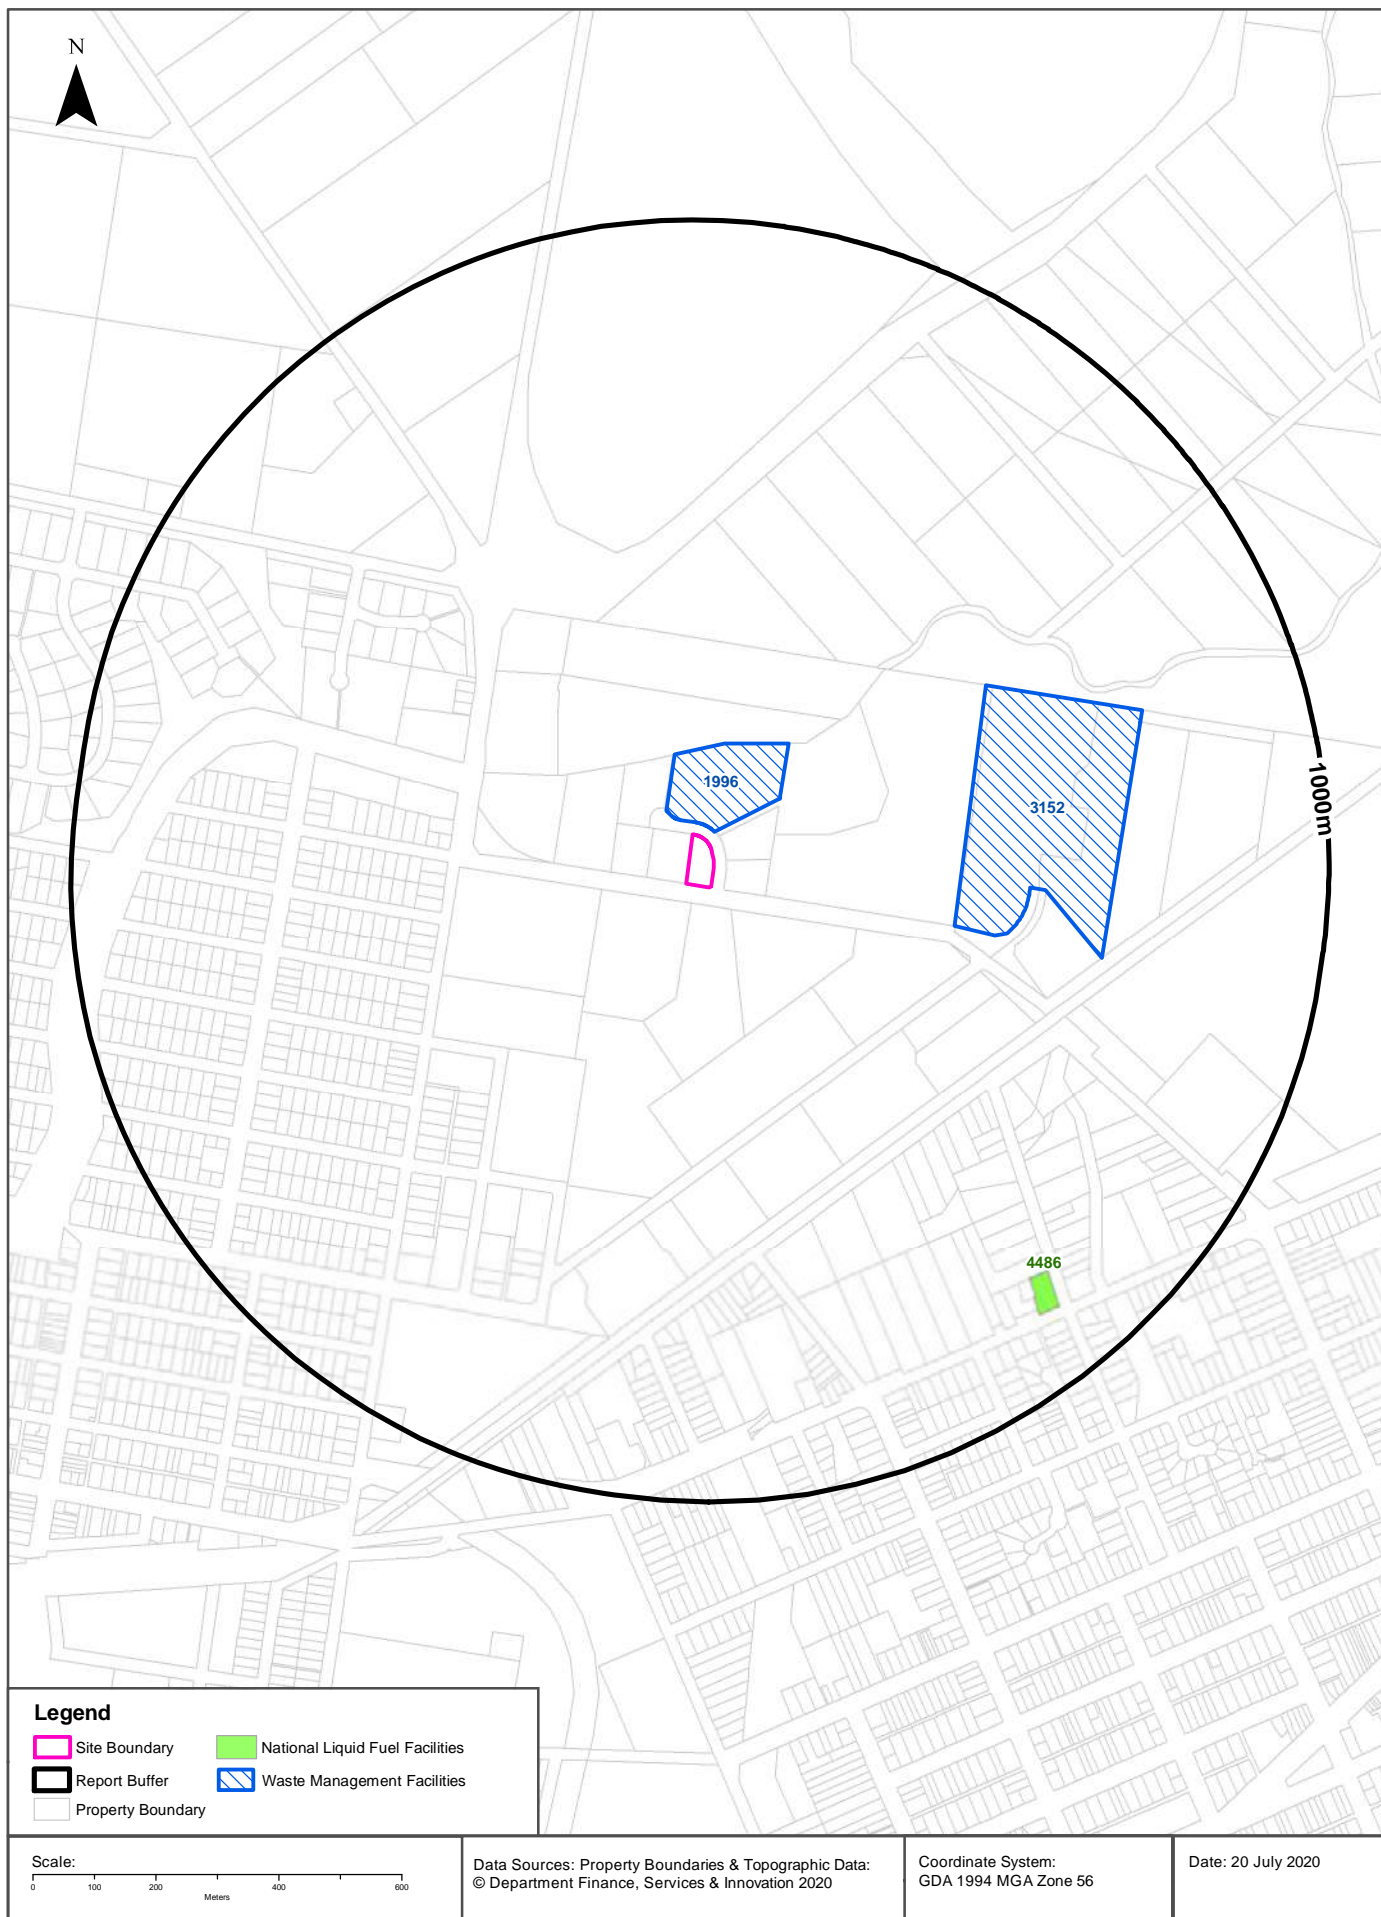 N
1996
3152
1000m
4486
Legend
Site Boundary
National Liquid Fuel Facilities
Report Buffer
Waste Management Facilities
Property Boundary
Scale:
0 100 200 400 600
Meters
Data Sources: Property Boundaries & Topographic Data:
© Department Finance, Services & Innovation 2020
Coordinate System:
GDA 1994 MGA Zone 56
Date: 20 July 2020